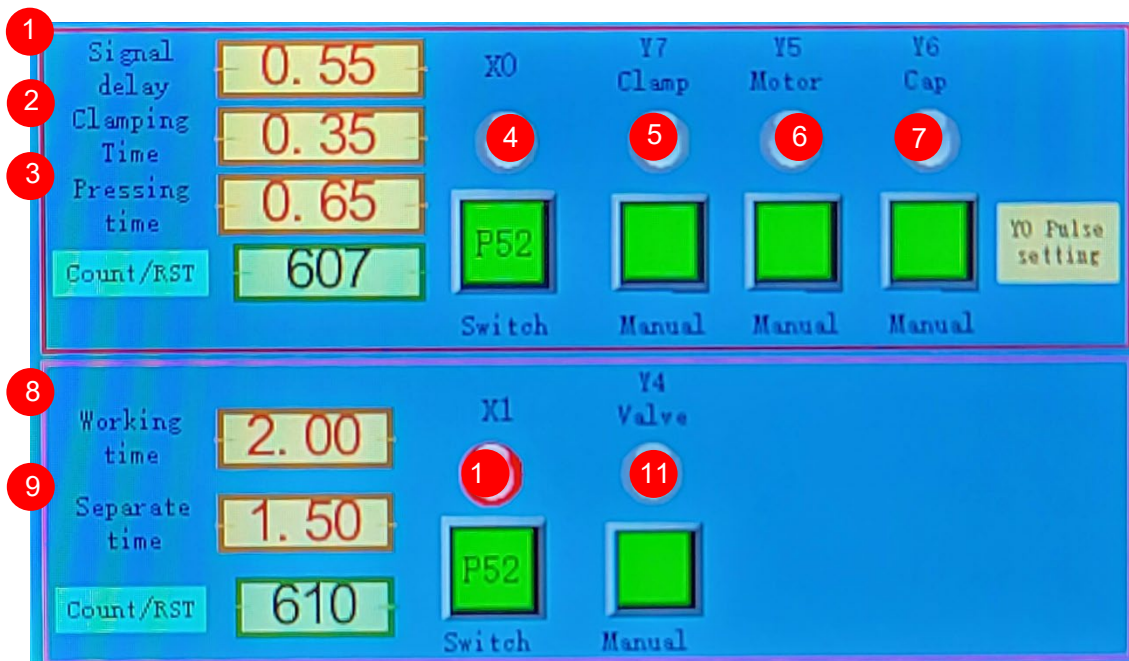 1
Signal
delay
0.55
2
Clamping
Time
0.35
3
Pressing
time
0.65
Count/RST
607
X0
4
P52
Switch
Y7
Clamp
5
Manual
Y5
Motor
6
Manual
Y6
Cap
7
Manual
Y0 Pulse
setting
8
Working
time
2.00
9
Separate
time
1.50
Count/RST
610
X1
1
P52
Switch
Y4
Valve
11
Manual